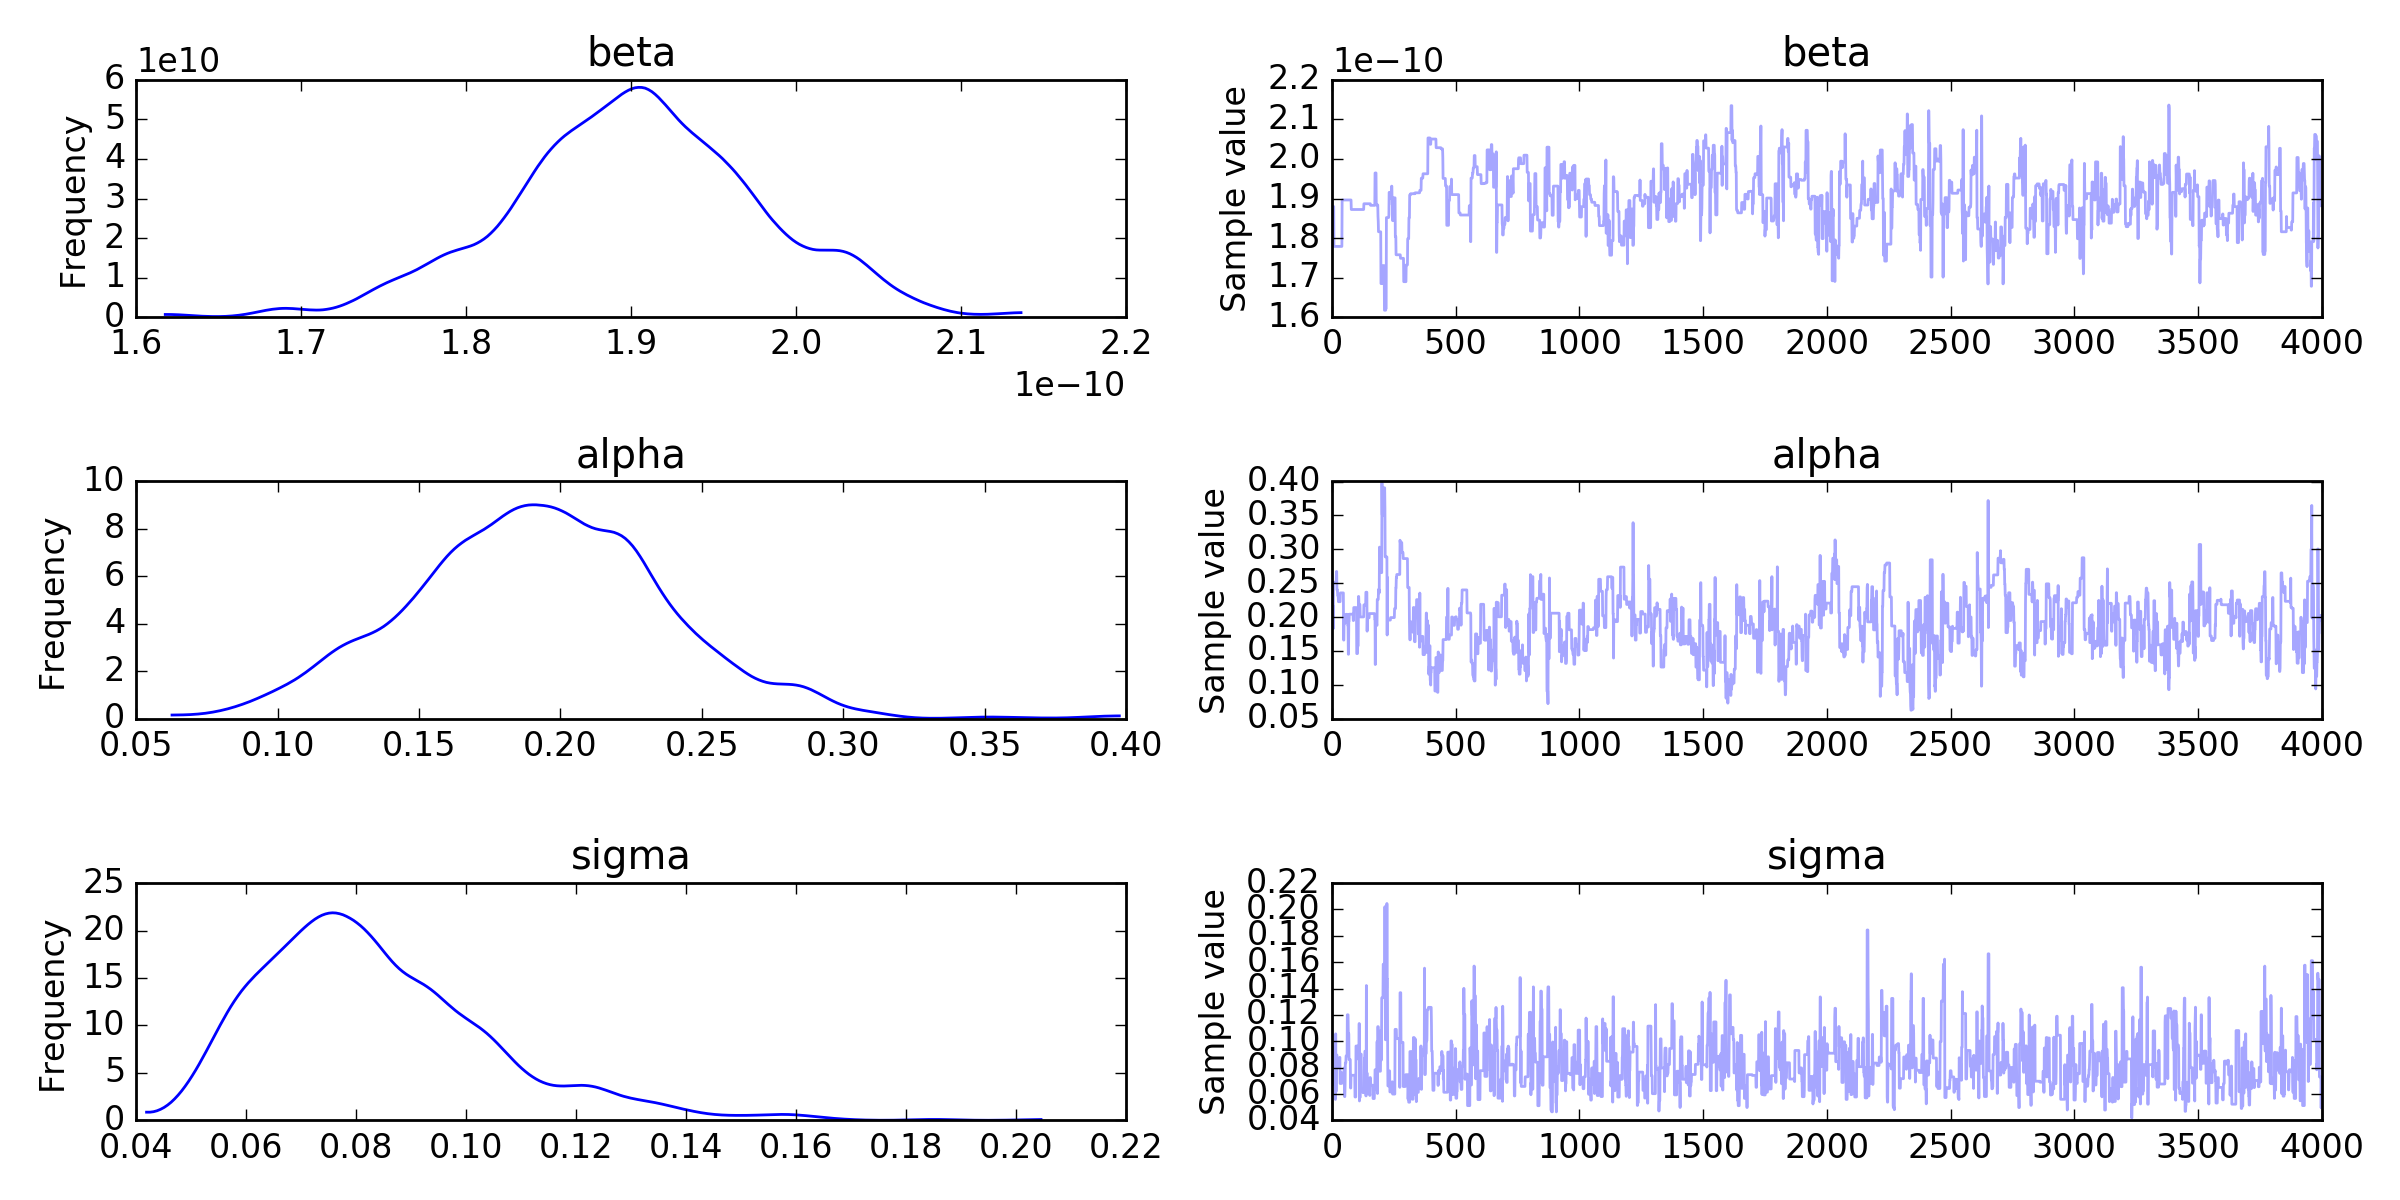 beta
1e10
Frequency
6
5
4
3
2
1
0
1.6 1.7 1.8 1.9 2.0 2.1 2.2
1e−10
beta
1e−10
Sample value
2.2
2.1
2.0
1.9
1.8
1.7
1.6
0 500 1000 1500 2000 2500 3000 3500 4000
alpha
Frequency
10
8
6
4
2
0
0.05 0.10 0.15 0.20 0.25 0.30 0.35 0.40
alpha
Sample value
0.40
0.35
0.30
0.25
0.20
0.15
0.10
0.05
0 500 1000 1500 2000 2500 3000 3500 4000
sigma
Frequency
25
20
15
10
5
0
0.04 0.06 0.08 0.10 0.12 0.14 0.16 0.18 0.20 0.22
sigma
Sample value
0.22
0.20
0.18
0.16
0.14
0.12
0.10
0.08
0.06
0.04
0 500 1000 1500 2000 2500 3000 3500 4000